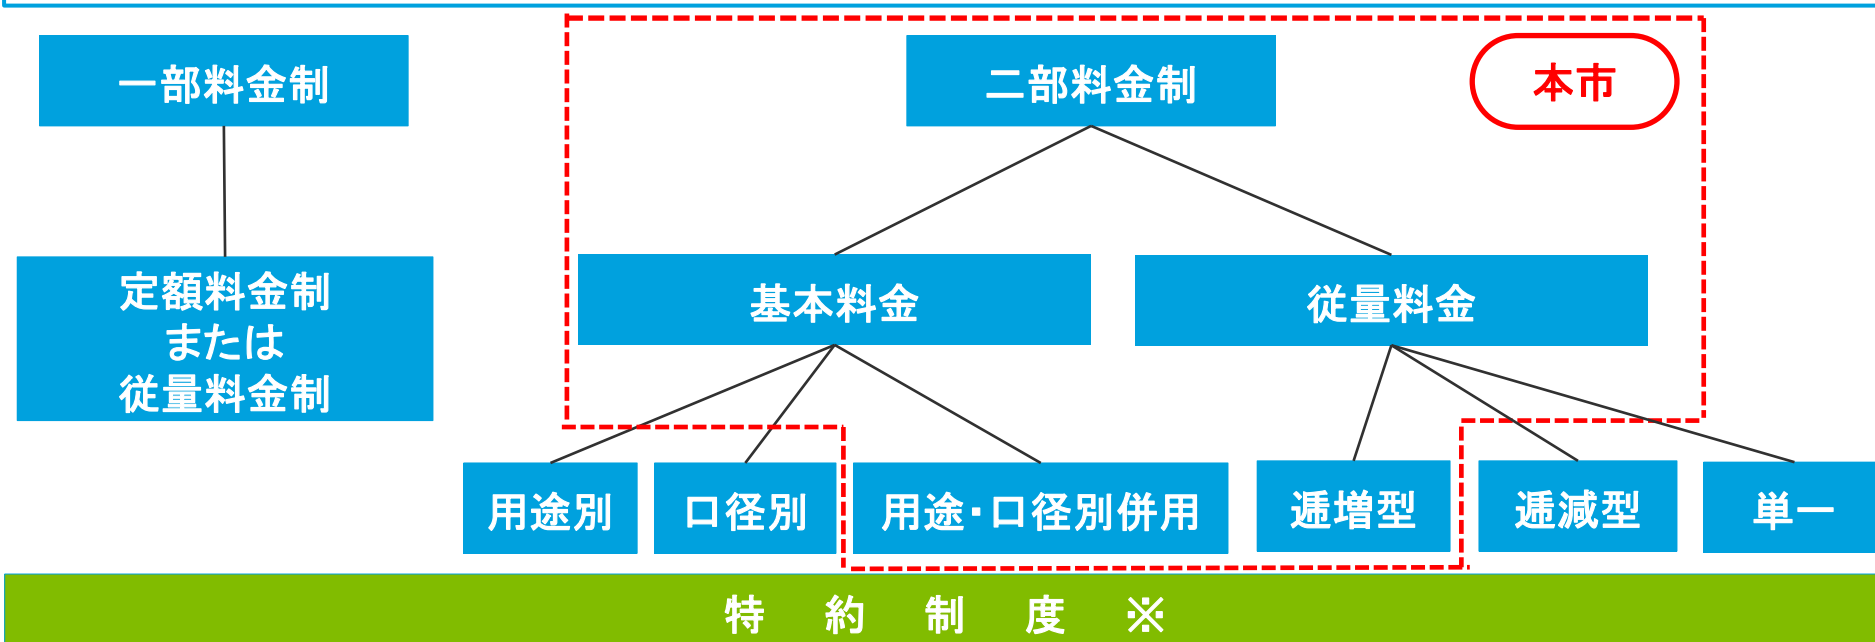 一部料金制
二部料金制
本市
定額料金制
または
従量料金制
基本料金
従量料金
用途別
口径別
用途・口径別併用
逓増型
逓減型
単一
特約制度※